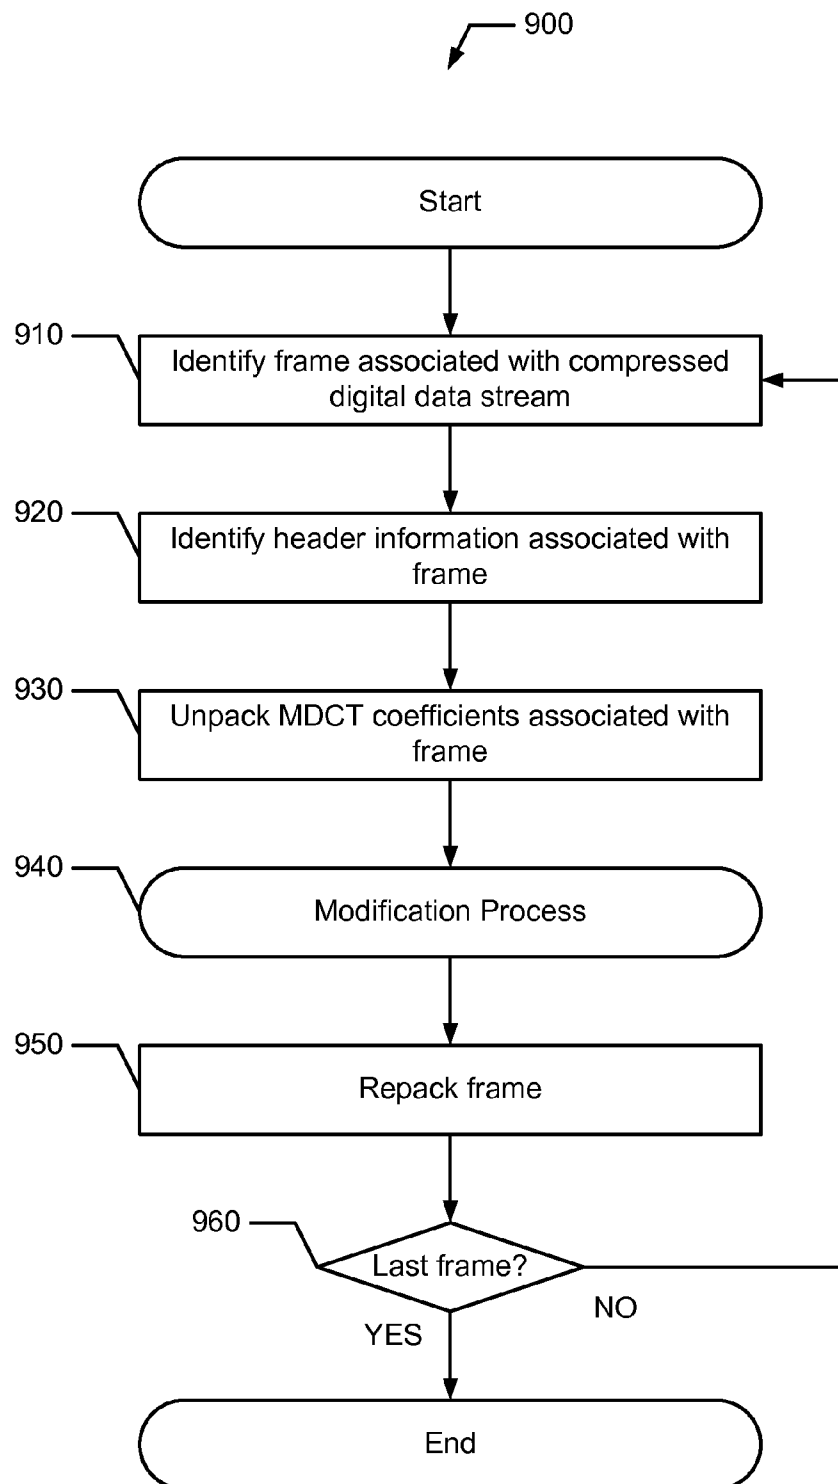 900
Start
910
Identify frame associated with compressed
digital data stream
920
Identify header information associated with
frame
930
Unpack MDCT coefficients associated with
frame
940
Modification Process
950
Repack frame
960
Last frame?
NO
YES
End